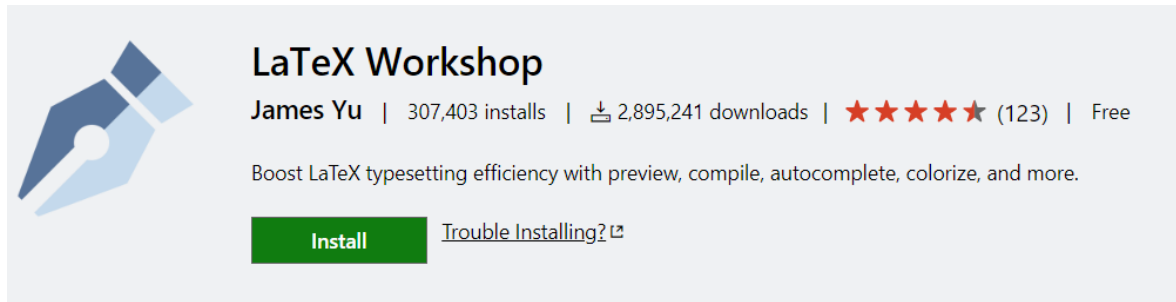 LaTeX Workshop
James Yu | 307,403 installs | 2,895,241 downloads | (123) | Free
Boost LaTeX typesetting efficiency with preview, compile, autocomplete, colorize, and more.
Install Trouble Installing?